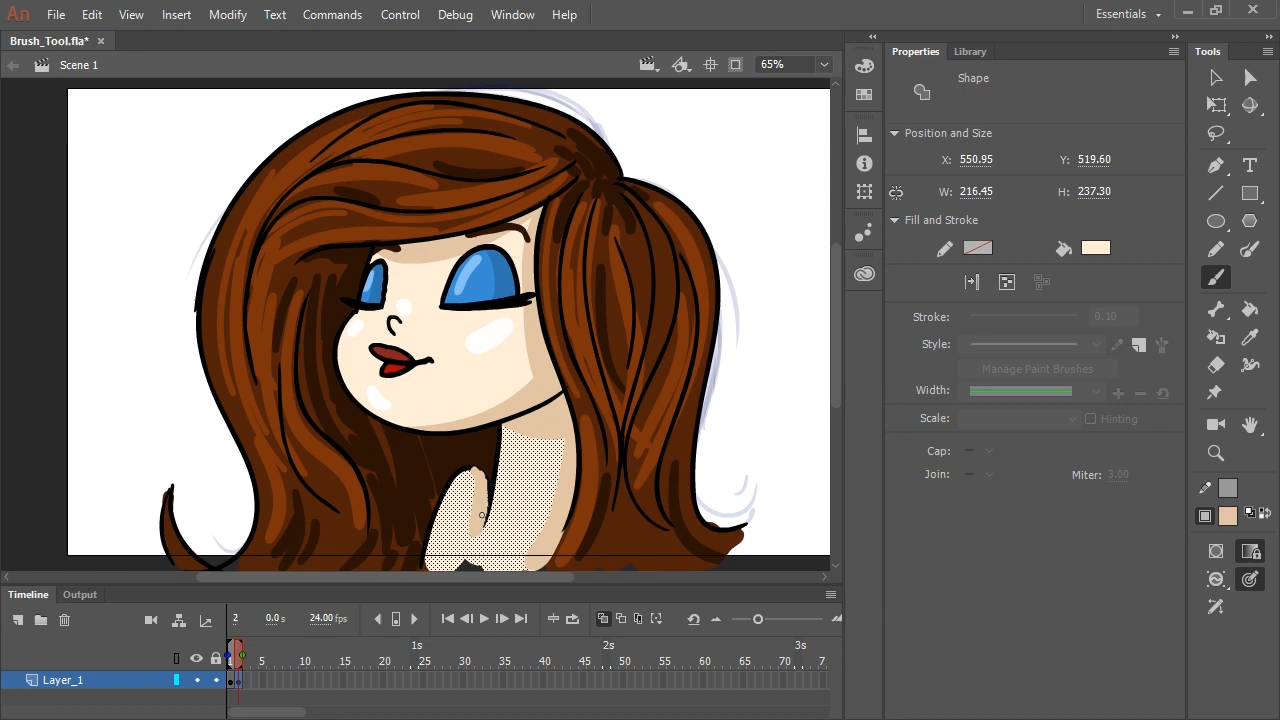 An File Edit View Insert Modify Text Commands Control Debug Window Help Essentials
Brush_Tool.fla* ×
Properties Library Tools
Scene 1 65%
Shape
Position and Size
X: 550.95 Y: 519.60
W: 216.45 H: 237.30
Fill and Stroke
Stroke: 0.10
Style:
Manage Paint Brushes
Width:
Scale: Hinting
Cap:
Join: Miter: 3.00
Timeline Output
2 0.0 s 24.00 fps
1s 2s 3s
1 5 10 15 20 25 30 35 40 45 50 55 60 65 70 7
Layer_1